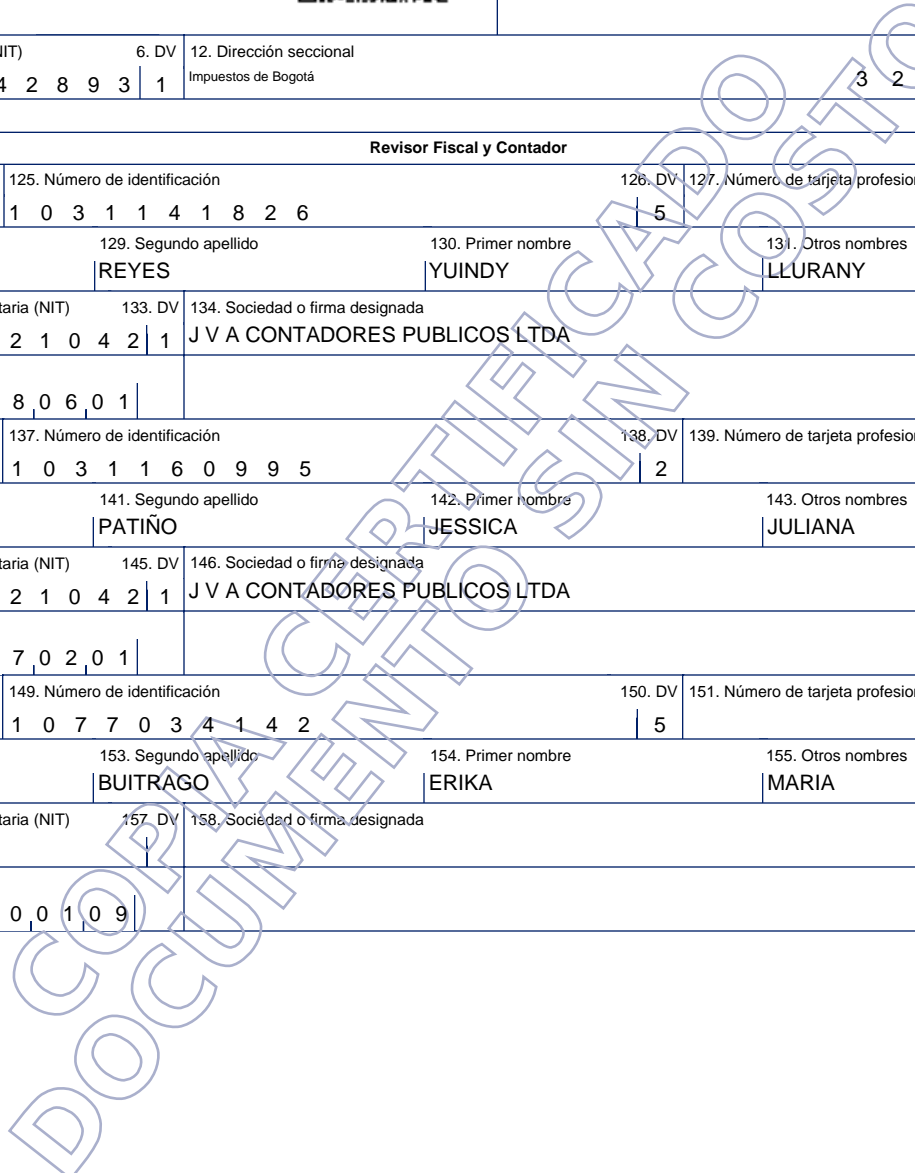 NIT) 6. DV 12. Dirección seccional
4 2 8 9 3 1 Impuestos de Bogotá 3 2
Revisor Fiscal y Contador
125. Número de identificación 126. DV 127. Número de tarjeta profesion
1 0 3 1 1 4 1 8 2 6 5
129. Segundo apellido 130. Primer nombre 131. Otros nombres
REYES YUINDY LLURANY
taria (NIT) 133. DV 134. Sociedad o firma designada
2 1 0 4 2 1 J V A CONTADORES PUBLICOS LTDA
8 0 6 0 1
137. Número de identificación 138. DV 139. Número de tarjeta profesion
1 0 3 1 1 6 0 9 9 5 2
141. Segundo apellido 142. Primer nombre 143. Otros nombres
PATIÑO JESSICA JULIANA
taria (NIT) 145. DV 146. Sociedad o firma designada
2 1 0 4 2 1 J V A CONTADORES PUBLICOS LTDA
7 0 2 0 1
149. Número de identificación 150. DV 151. Número de tarjeta profesion
1 0 7 7 0 3 4 1 4 2 5
153. Segundo apellido 154. Primer nombre 155. Otros nombres
BUITRAGO ERIKA MARIA
taria (NIT) 157. DV 158. Sociedad o firma designada
0 0 1 0 9
COPIA CERTIFICADO
DOCUMENTO SIN COSTO